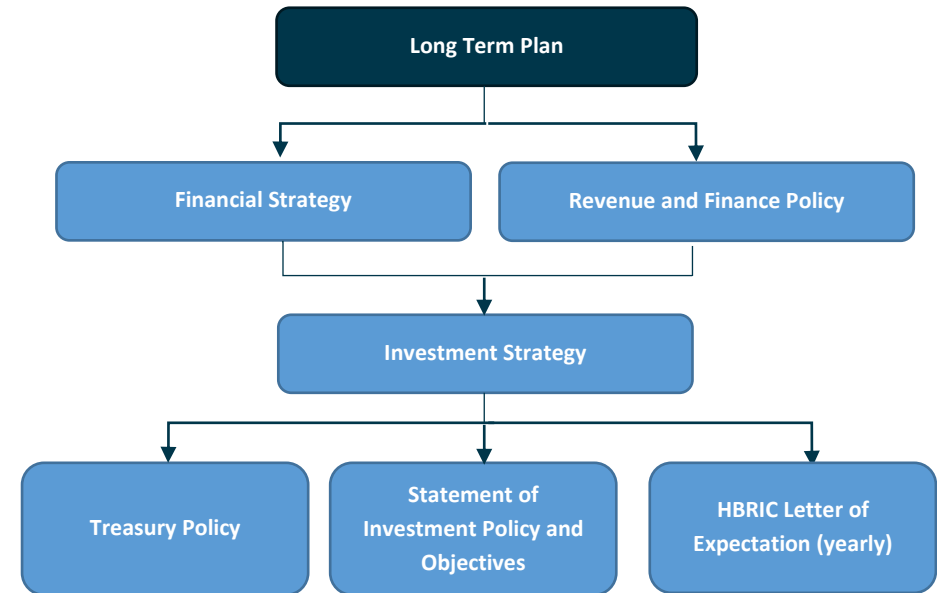 Long Term Plan
Financial Strategy
Revenue and Finance Policy
Investment Strategy
Treasury Policy
Statement of
Investment Policy and
Objectives
HBRIC Letter of
Expectation (yearly)